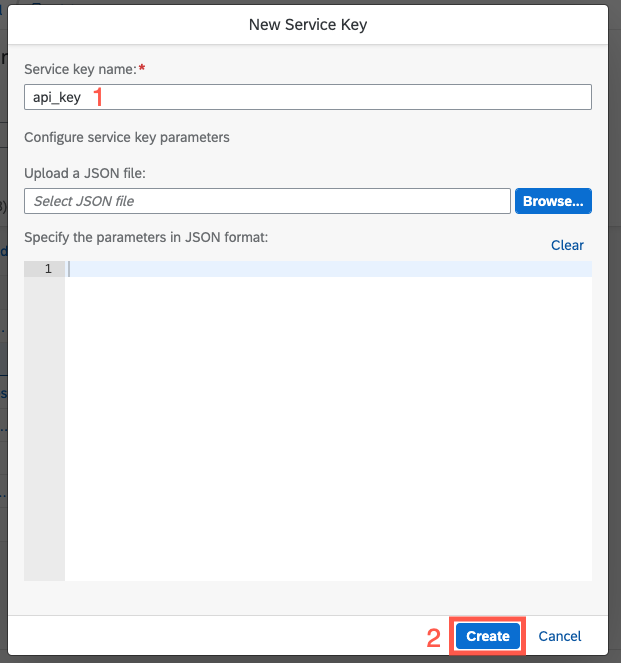 New Service Key
Service key name:*
api_key 1
Configure service key parameters
Upload a JSON file:
Select JSON file Browse...
Specify the parameters in JSON format:
Clear
1
2 Create Cancel